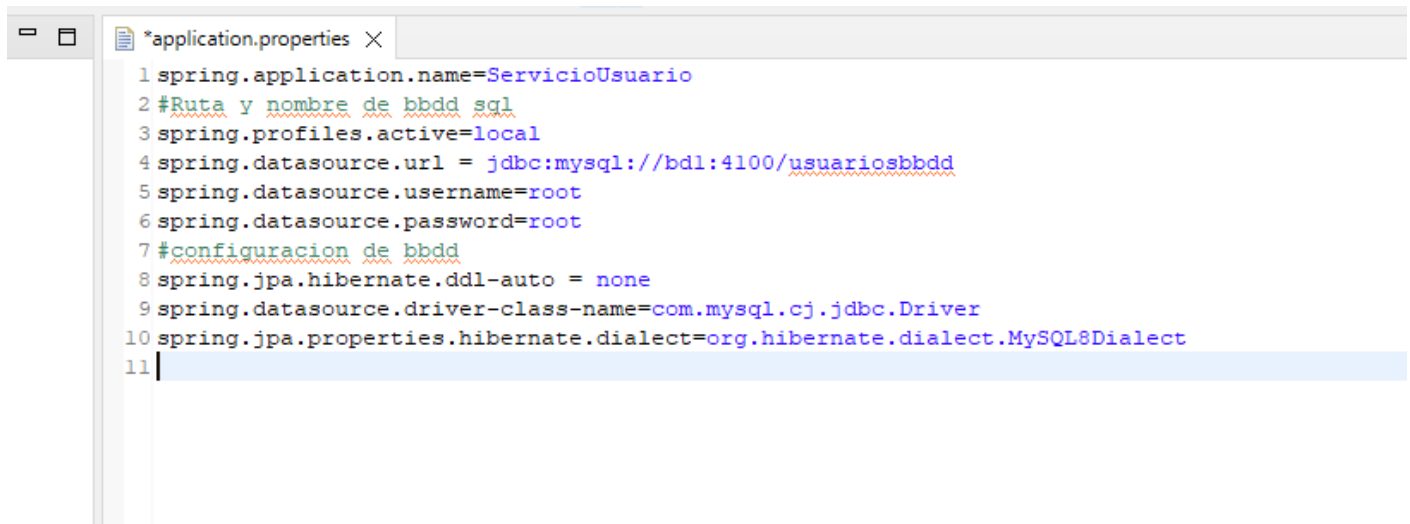 *application.properties
1 spring.application.name=ServicioUsuario
2 #Ruta y nombre de bbdd sql
3 spring.profiles.active=local
4 spring.datasource.url = jdbc:mysql://bd1:4100/usuariosbbdd
5 spring.datasource.username=root
6 spring.datasource.password=root
7 #configuracion de bbdd
8 spring.jpa.hibernate.ddl-auto = none
9 spring.datasource.driver-class-name=com.mysql.cj.jdbc.Driver
10 spring.jpa.properties.hibernate.dialect=org.hibernate.dialect.MySQL8Dialect
11